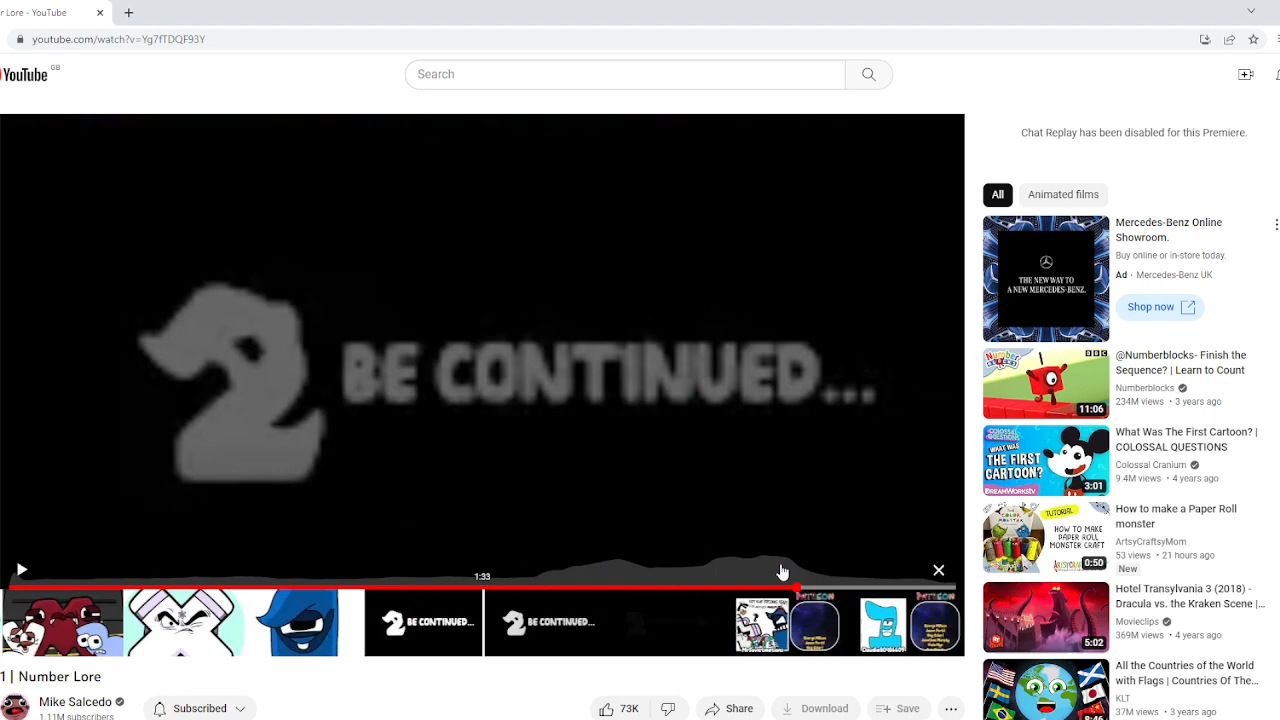 r Lore - YouTube
youtube.com/watch?v=Yg7fTDQF93Y
YouTube GB
Search
Chat Replay has been disabled for this Premiere.
All
Animated films
2 BE CONTINUED...
1:33
BE CONTINUED...
BE CONTINUED...
PATREON
PATREON
1 | Number Lore
Mike Salcedo
1.11M subscribers
Subscribed
73K
Share
Download
Save
THE NEW WAY TO
A NEW MERCEDES-BENZ.
Mercedes-Benz Online
Showroom.
Buy online or in-store today.
Ad · Mercedes-Benz UK
Shop now
BBC
11:06
@Numberblocks- Finish the
Sequence? | Learn to Count
Numberblocks
234M views · 3 years ago
COLOSSAL
QUESTIONS
WHAT WAS
THE FIRST
CARTOON?
DREAMWORKStv
3:01
What Was The First Cartoon? |
COLOSSAL QUESTIONS
Colossal Cranium
9.4M views · 4 years ago
TUTORIAL
HOW TO MAKE
PAPER ROLL
MONSTER CRAFT
0:50
How to make a Paper Roll
monster
ArtsyCraftsyMom
53 views · 21 hours ago
New
5:02
Hotel Transylvania 3 (2018) -
Dracula vs. the Kraken Scene |...
Movieclips
369M views · 4 years ago
8:46
All the Countries of the World
with Flags | Countries Of The...
KLT
37M views · 3 years ago